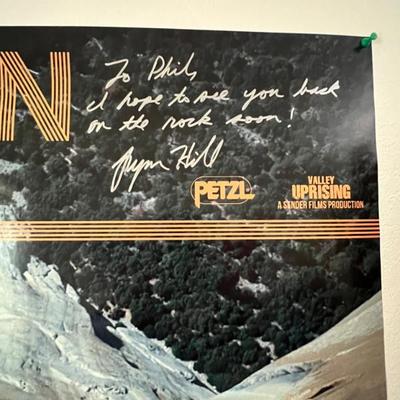 N
To Phil,
I hope to see you back
on the rock soon!
Lynn Hill
PETZL
VALLEY
UPRISING
A SENDER FILMS PRODUCTION